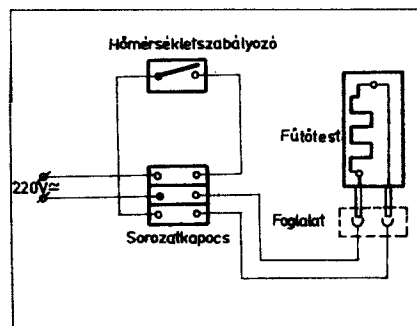 Hőmérsékletszabályozó
Fűtőtest
220V≂
Foglalat
Sorozatkapocs